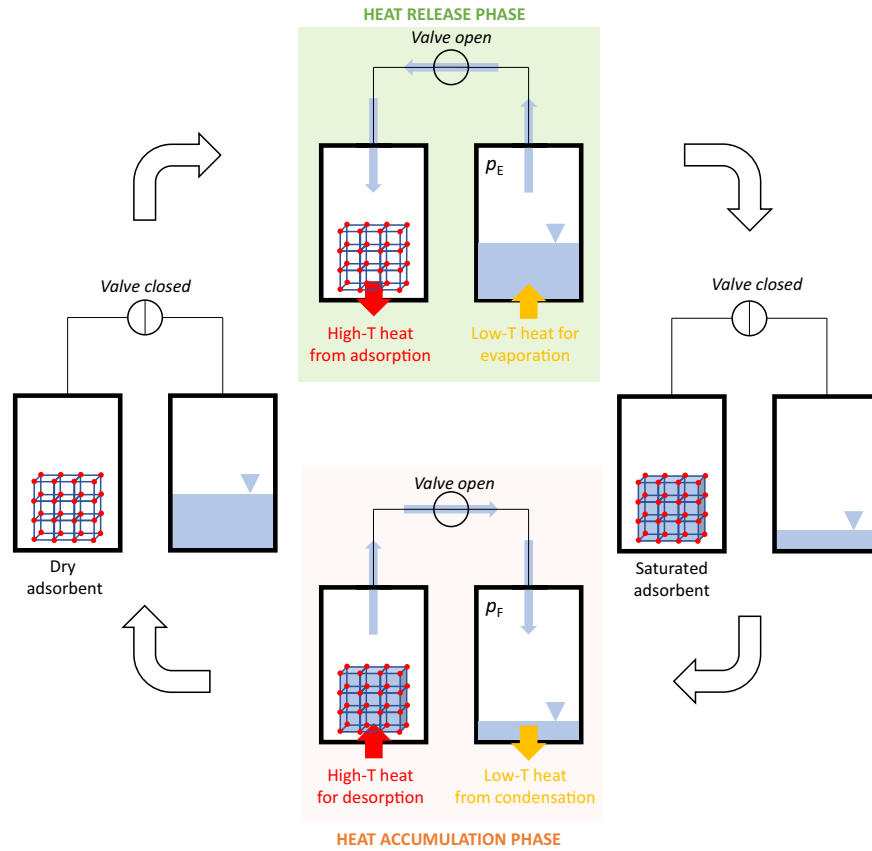 HEAT RELEASE PHASE
Valve open
pE
High-T heat
from adsorption
Low-T heat for
evaporation
Valve closed
Dry
adsorbent
Valve closed
Saturated
adsorbent
Valve open
pF
High-T heat
for desorption
Low-T heat
from condensation
HEAT ACCUMULATION PHASE